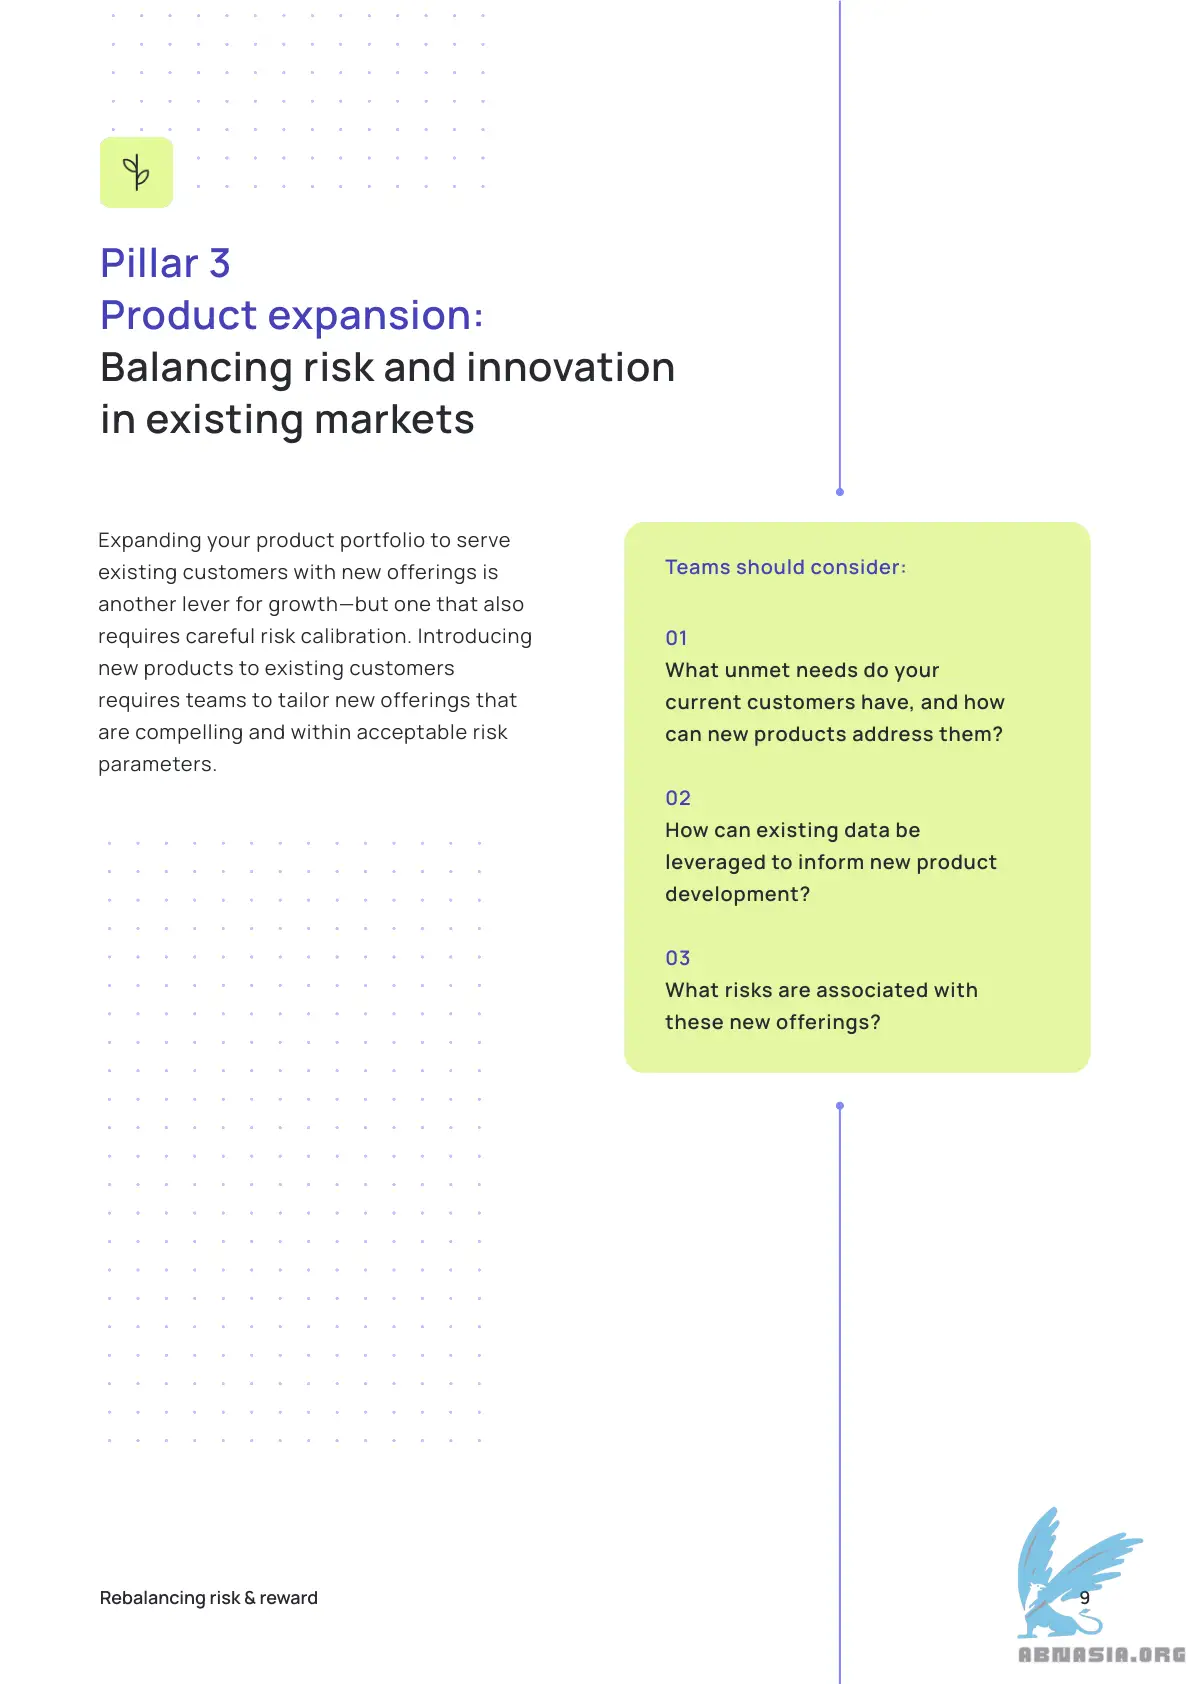 Pillar 3
Product expansion:
Balancing risk and innovation
in existing markets
Expanding your product portfolio to serve
existing customers with new offerings is
another lever for growth—but one that also
requires careful risk calibration. Introducing
new products to existing customers
requires teams to tailor new offerings that
are compelling and within acceptable risk
parameters.
Teams should consider:
01
What unmet needs do your
current customers have, and how
can new products address them?
02
How can existing data be
leveraged to inform new product
development?
03
What risks are associated with
these new offerings?
Rebalancing risk & reward
9
ABNASIA.ORG